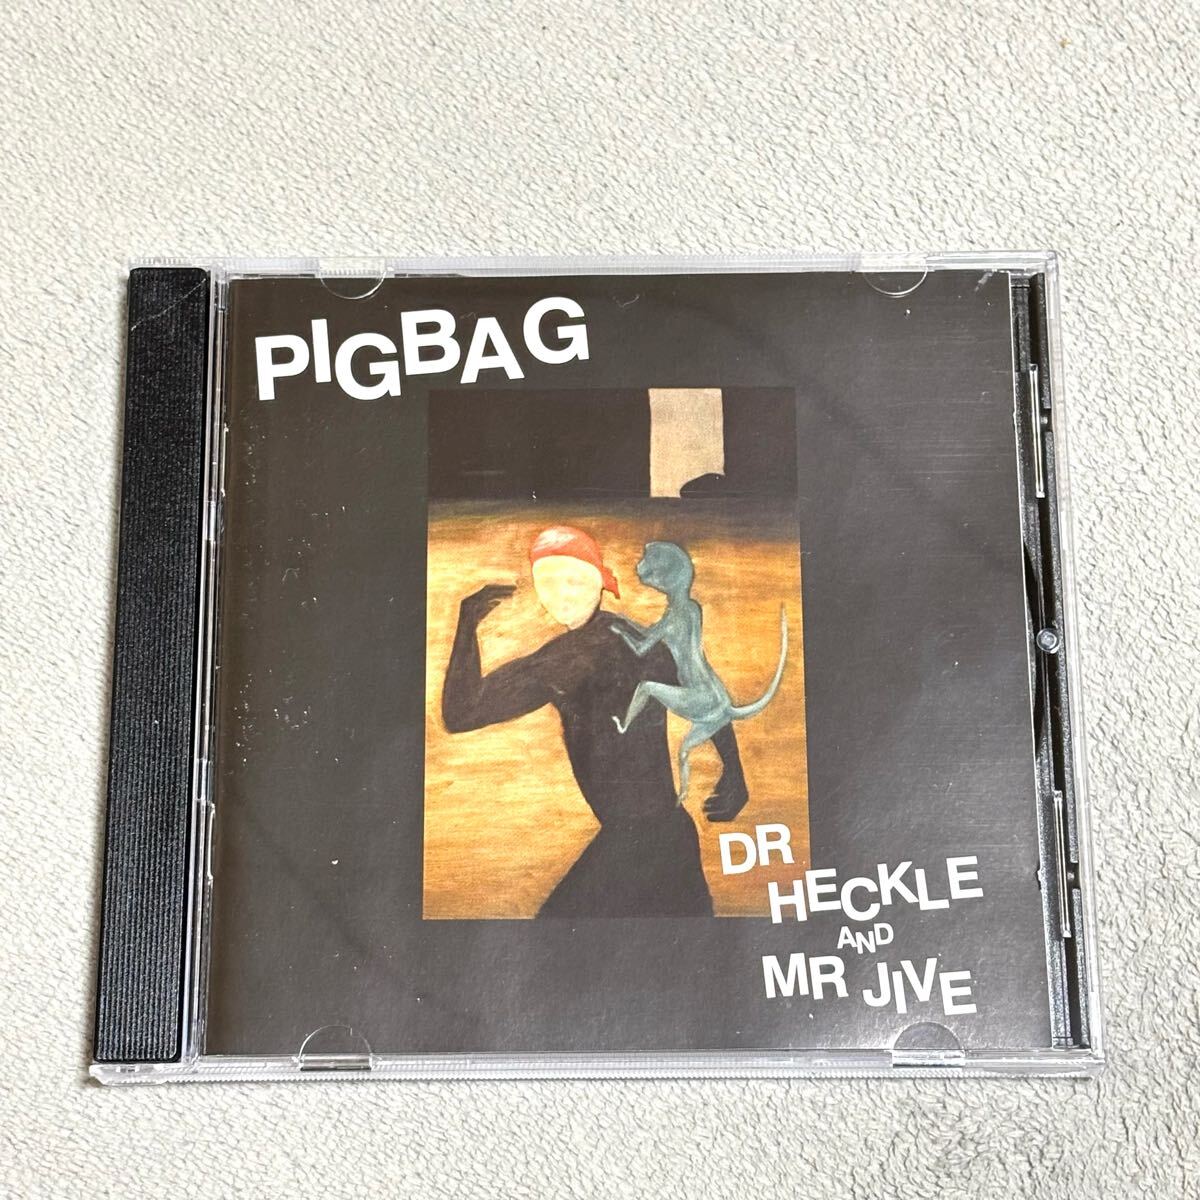 PIGBAG
DR
HECKLE
AND
MR JIVE